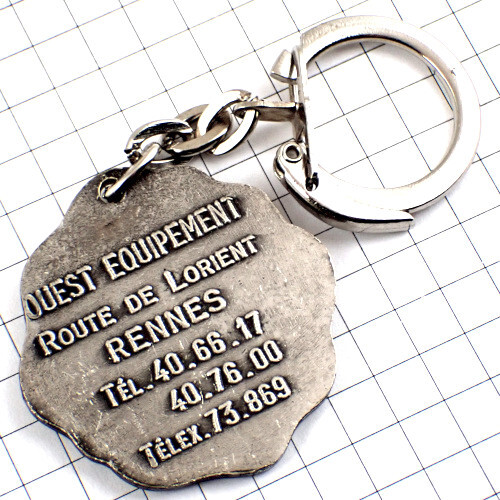 OUEST EQUIPEMENT
ROUTE DE LORIENT
RENNES
TÉL.40.66.17
40.76.00
TÉLEX.73.869